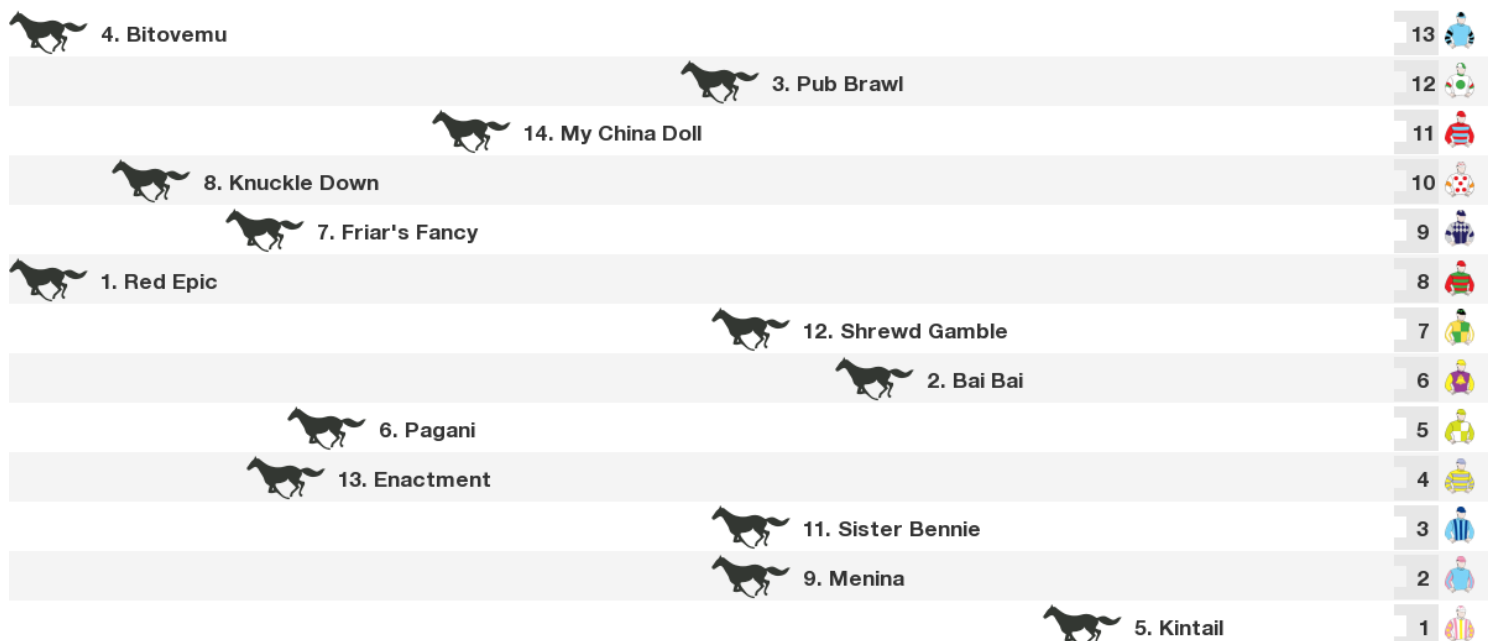 4. Bitovemu 13
3. Pub Brawl 12
14. My China Doll 11
8. Knuckle Down 10
7. Friar's Fancy 9
1. Red Epic 8
12. Shrewd Gamble 7
2. Bai Bai 6
6. Pagani 5
13. Enactment 4
11. Sister Bennie 3
9. Menina 2
5. Kintail 1